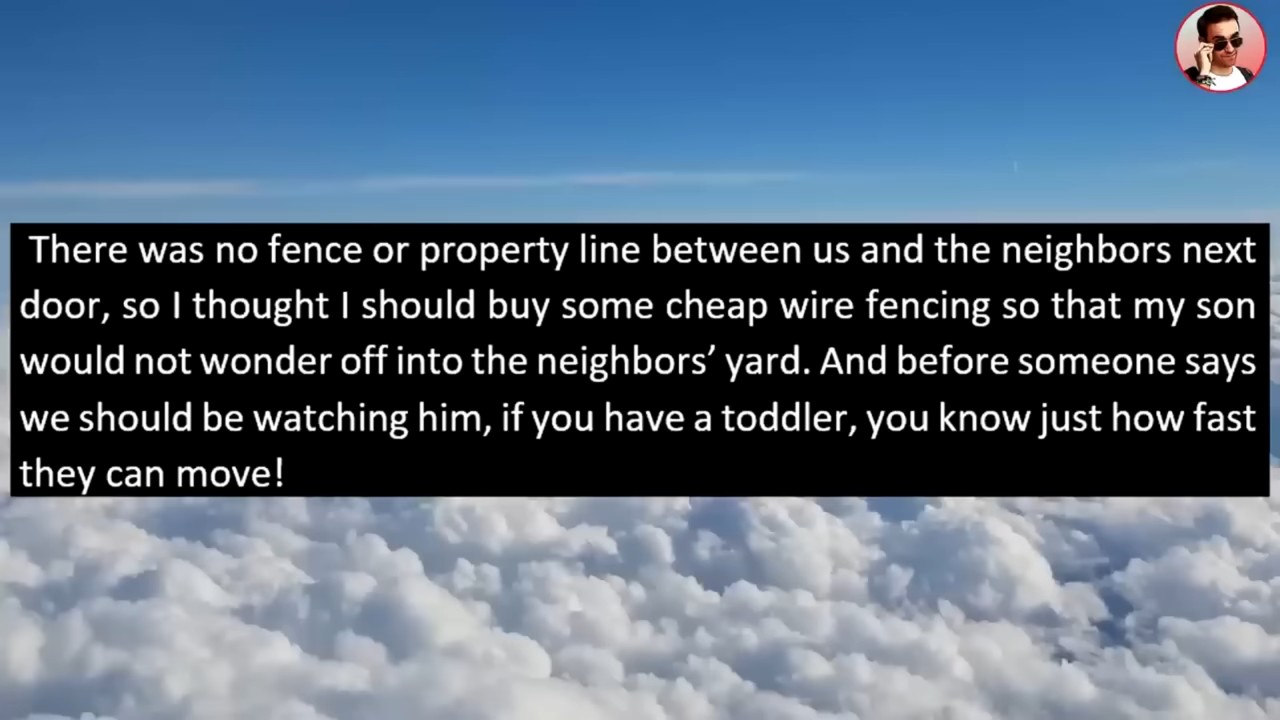 There was no fence or property line between us and the neighbors next
door, so I thought I should buy some cheap wire fencing so that my son
would not wonder off into the neighbors’ yard. And before someone says
we should be watching him, if you have a toddler, you know just how fast
they can move!